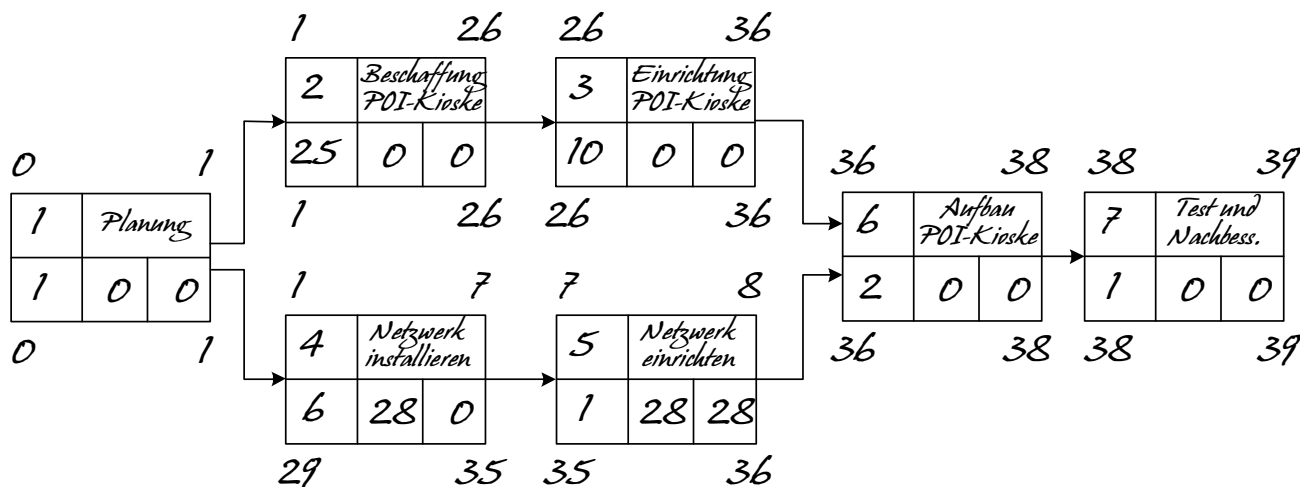 1 26 26 36
2 Beschaffung
POI-Kioske
3 Einrichtung
POI-Kioske
25 0 0 10 0 0
1 26 26 36
0 1
1 Planung
1 0 0
0 1
36 38 38 39
6 Aufbau
POI-Kioske
7 Test und
Nachbess.
2 0 0 1 0 0
36 38 38 39
1 7 7 8
4 Netzwerk
installieren
5 Netzwerk
einrichten
6 28 0 1 28 28
29 35 35 36